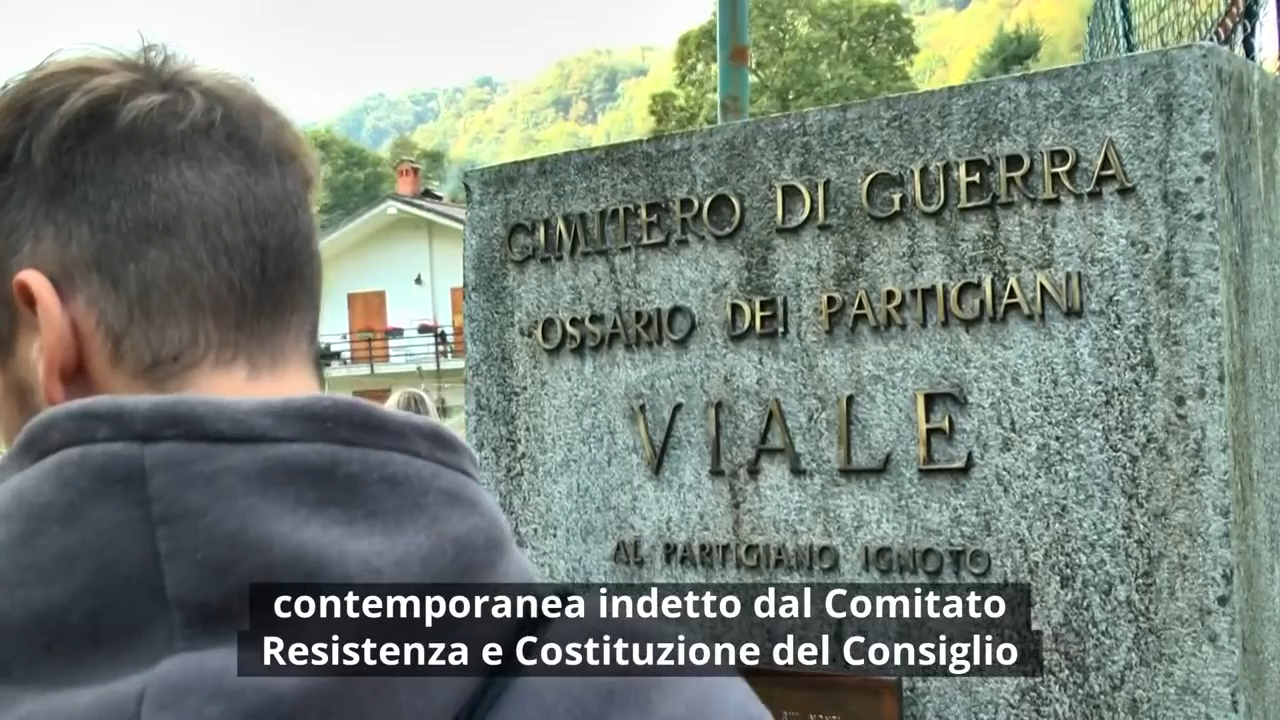 CIMITERO DI GUERRA
OSSARIO DEI PARTIGIANI
VIALE
AL PARTIGIANO IGNOTO
contemporanea indetto dal Comitato
Resistenza e Costituzione del Consiglio